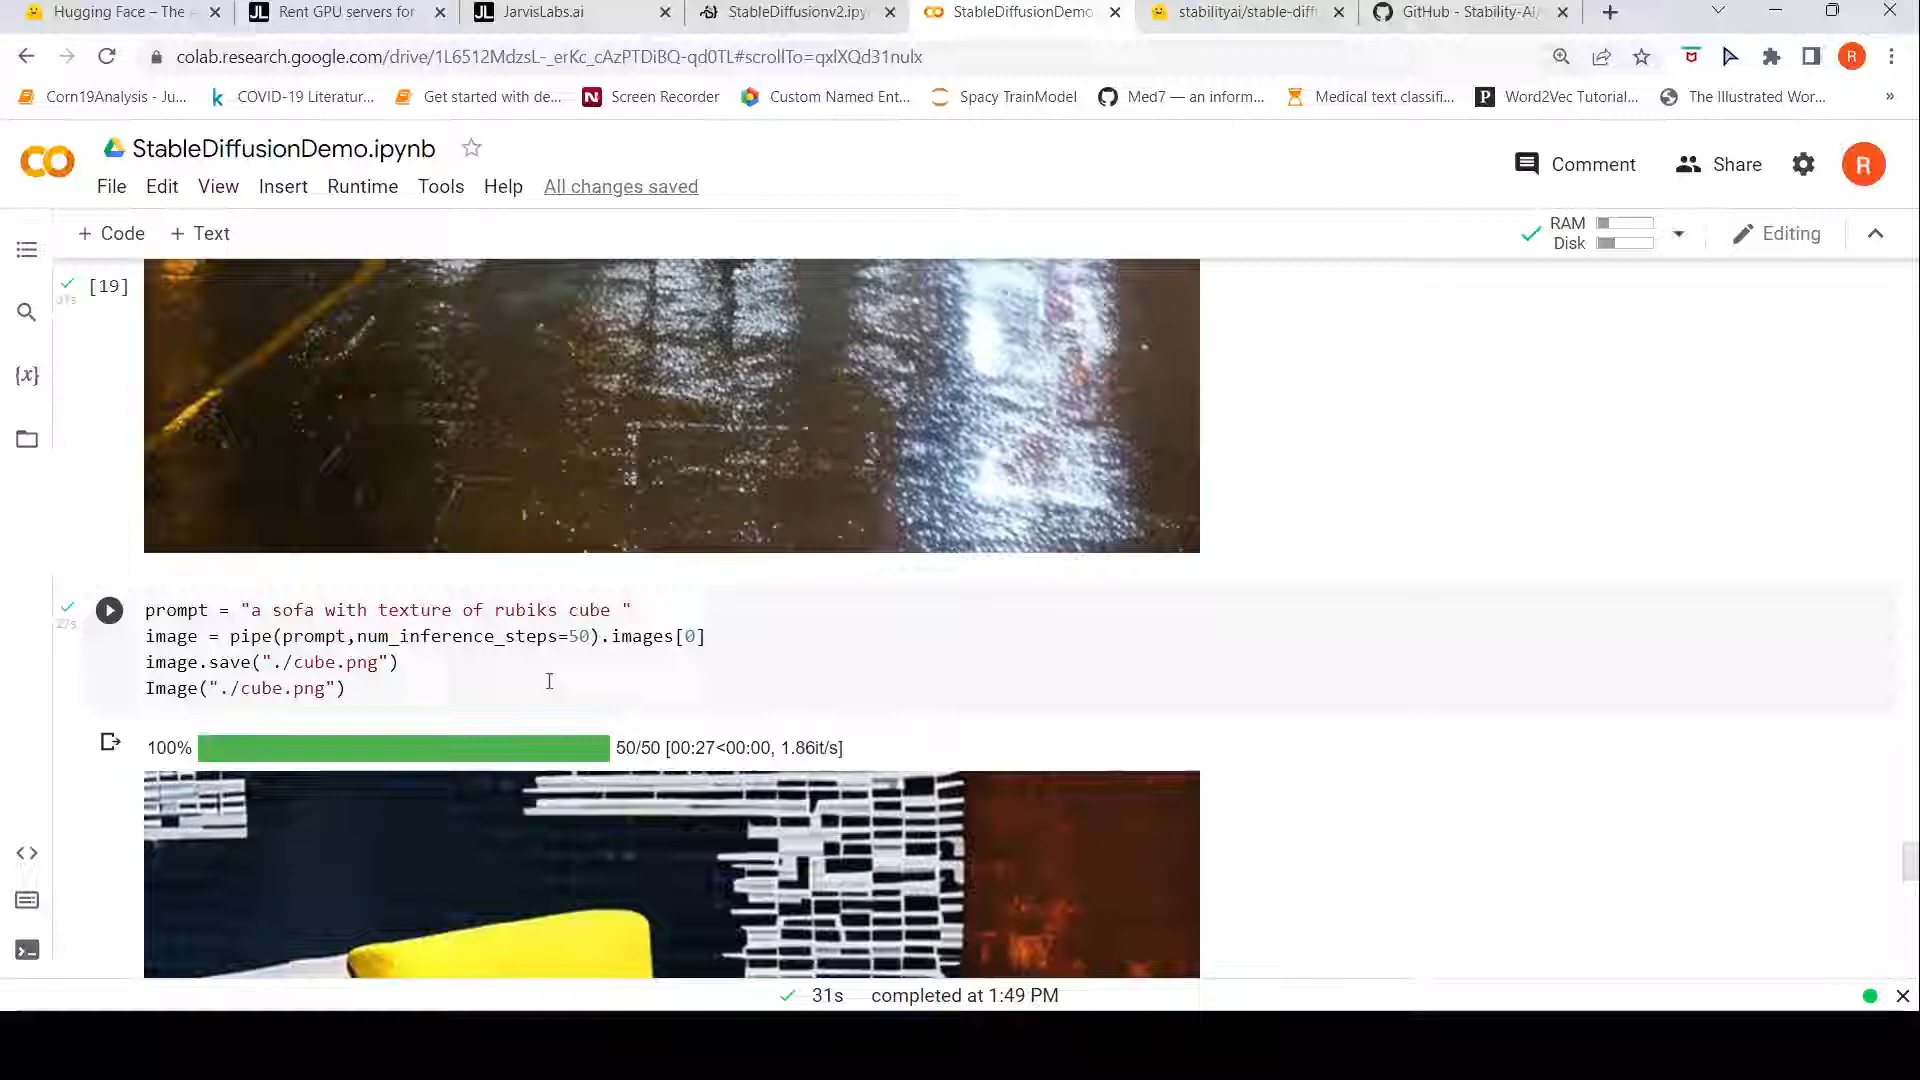 Hugging Face – The
Rent GPU servers for
JarvisLabs.ai
StableDiffusionv2.ipy
StableDiffusionDemo
stabilityai/stable-diff
GitHub - Stability-AI/
colab.research.google.com/drive/1L6512MdzsL-_erKc_cAzPTDiBQ-qd0TL#scrollTo=qxlXQd31nulx
R
Corn19Analysis - Ju...
COVID-19 Literatur...
Get started with de...
N Screen Recorder
Custom Named Ent...
Spacy TrainModel
Med7 — an inform...
Medical text classifi...
P Word2Vec Tutorial...
The Illustrated Wor...
»
CO
StableDiffusionDemo.ipynb
File Edit View Insert Runtime Tools Help All changes saved
Comment
Share
R
+ Code + Text
RAM
Disk
Editing
{x}
[19]
prompt = "a sofa with texture of rubiks cube "
27s
image = pipe(prompt,num_inference_steps=50).images[0]
image.save("./cube.png")
Image("./cube.png")
100% 50/50 [00:27<00:00, 1.86it/s]
31s completed at 1:49 PM